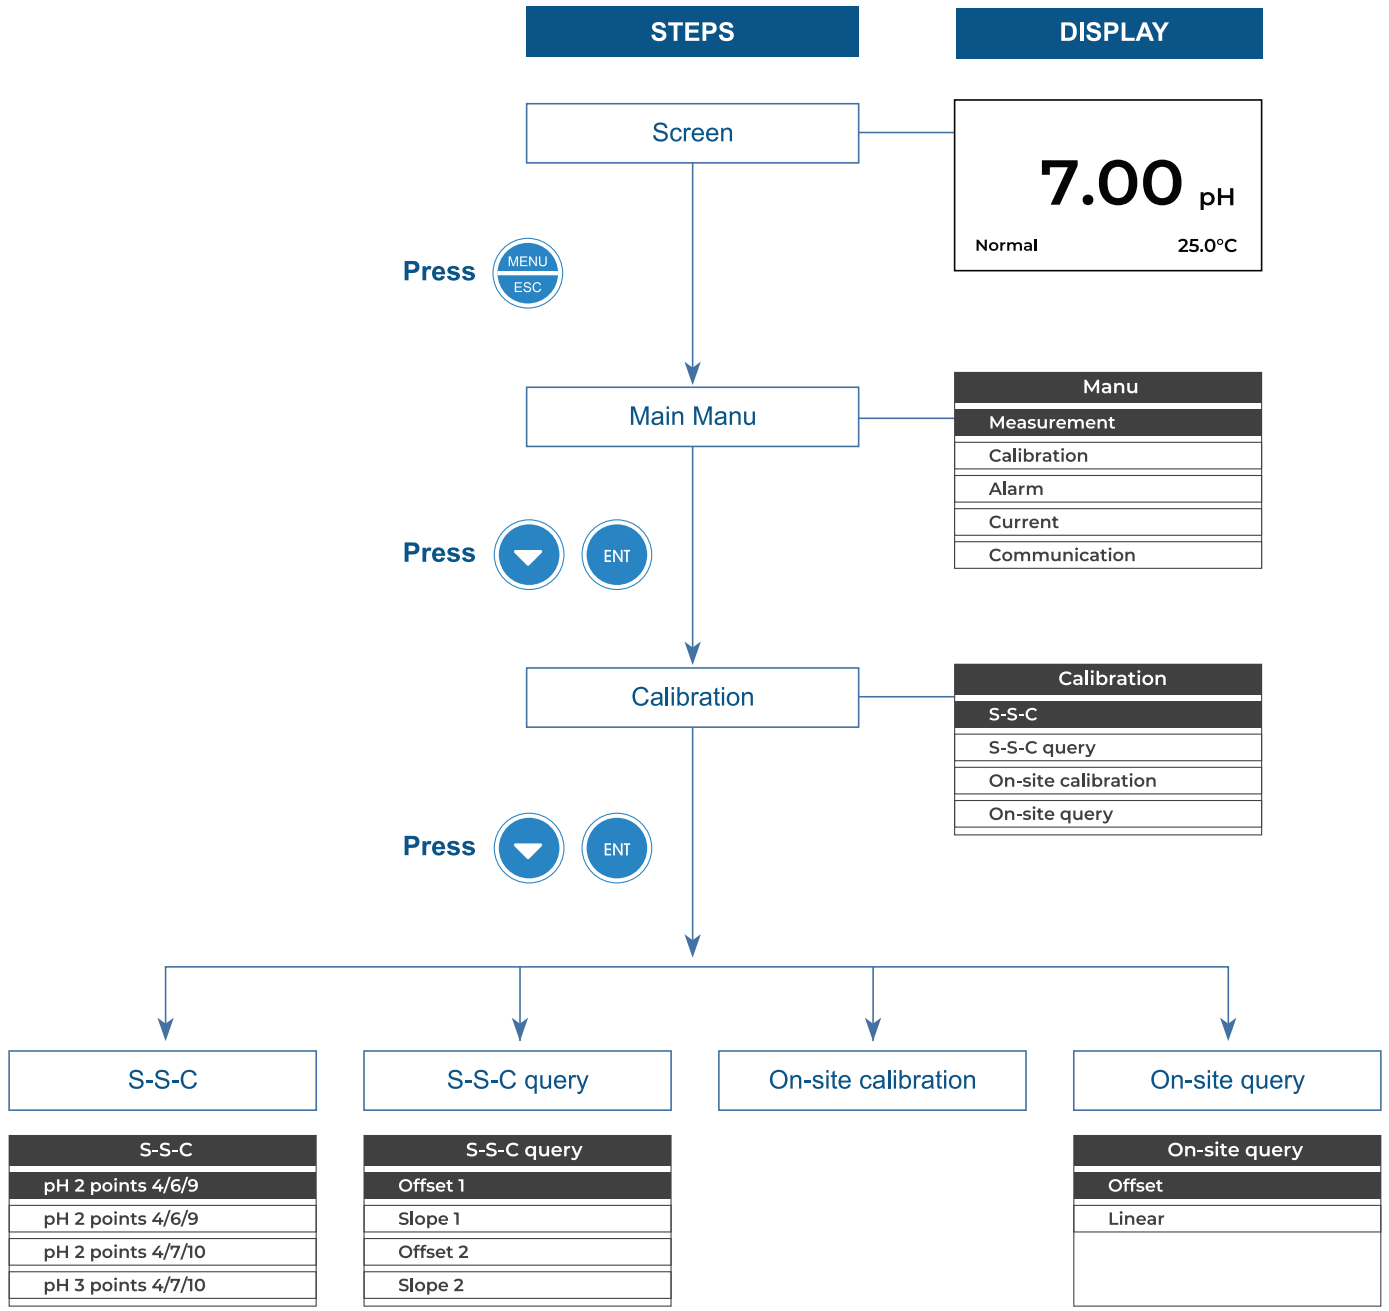 STEPS
DISPLAY
Screen
7.00 pH
Normal 25.0°C
Press
MENU
ESC
Main Manu
Manu
Measurement
Calibration
Alarm
Current
Communication
Press
ENT
Calibration
Calibration
S-S-C
S-S-C query
On-site calibration
On-site query
Press
ENT
S-S-C
S-S-C query
On-site calibration
On-site query
S-S-C
pH 2 points 4/6/9
pH 2 points 4/6/9
pH 2 points 4/7/10
pH 3 points 4/7/10
S-S-C query
Offset 1
Slope 1
Offset 2
Slope 2
On-site query
Offset
Linear